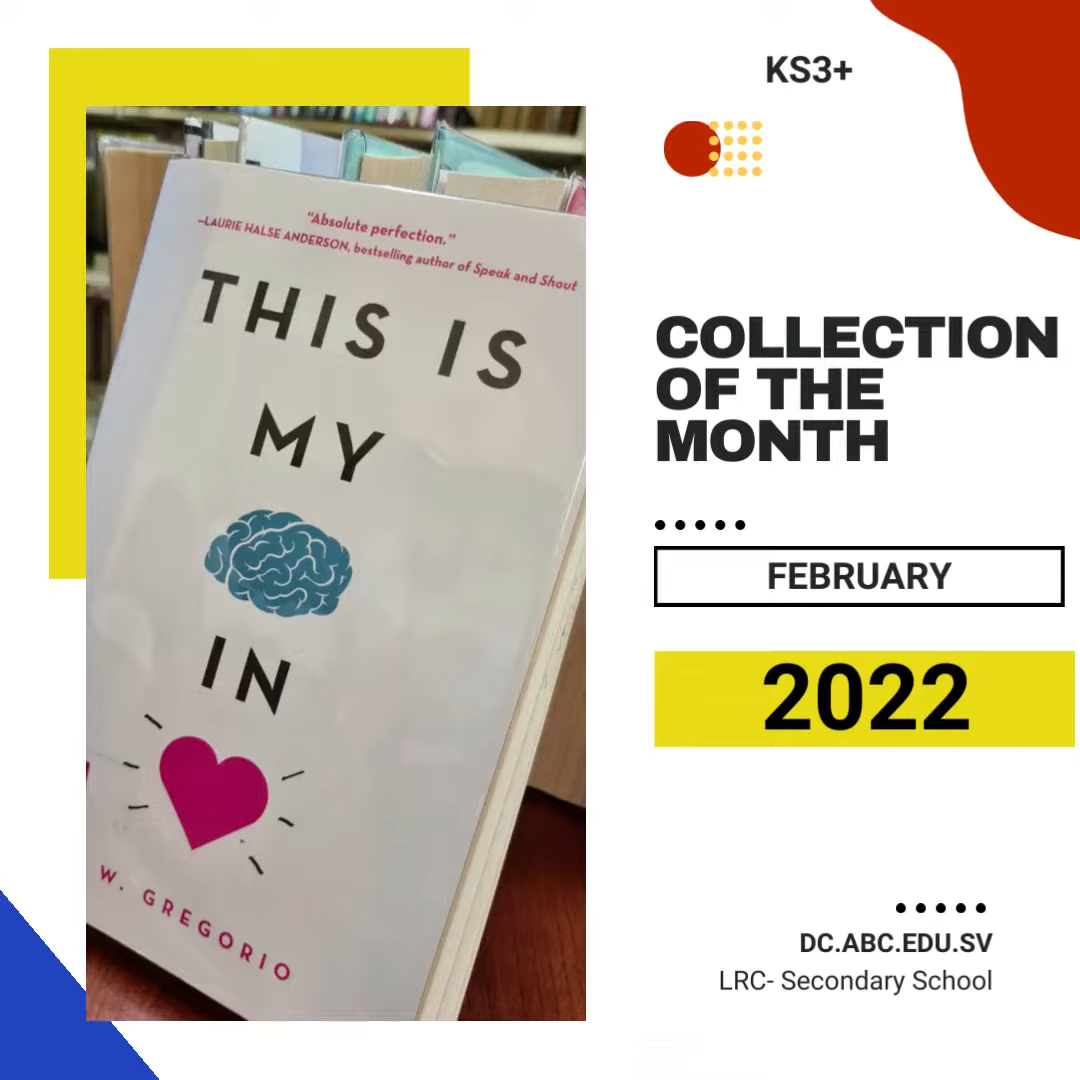 KS3+
"Absolute perfection."
—LAURIE HALSE ANDERSON, bestselling author of Speak and Shout
THIS IS
MY
IN
W. GREGORIO
COLLECTION
OF THE
MONTH
FEBRUARY
2022
DC.ABC.EDU.SV
LRC- Secondary School